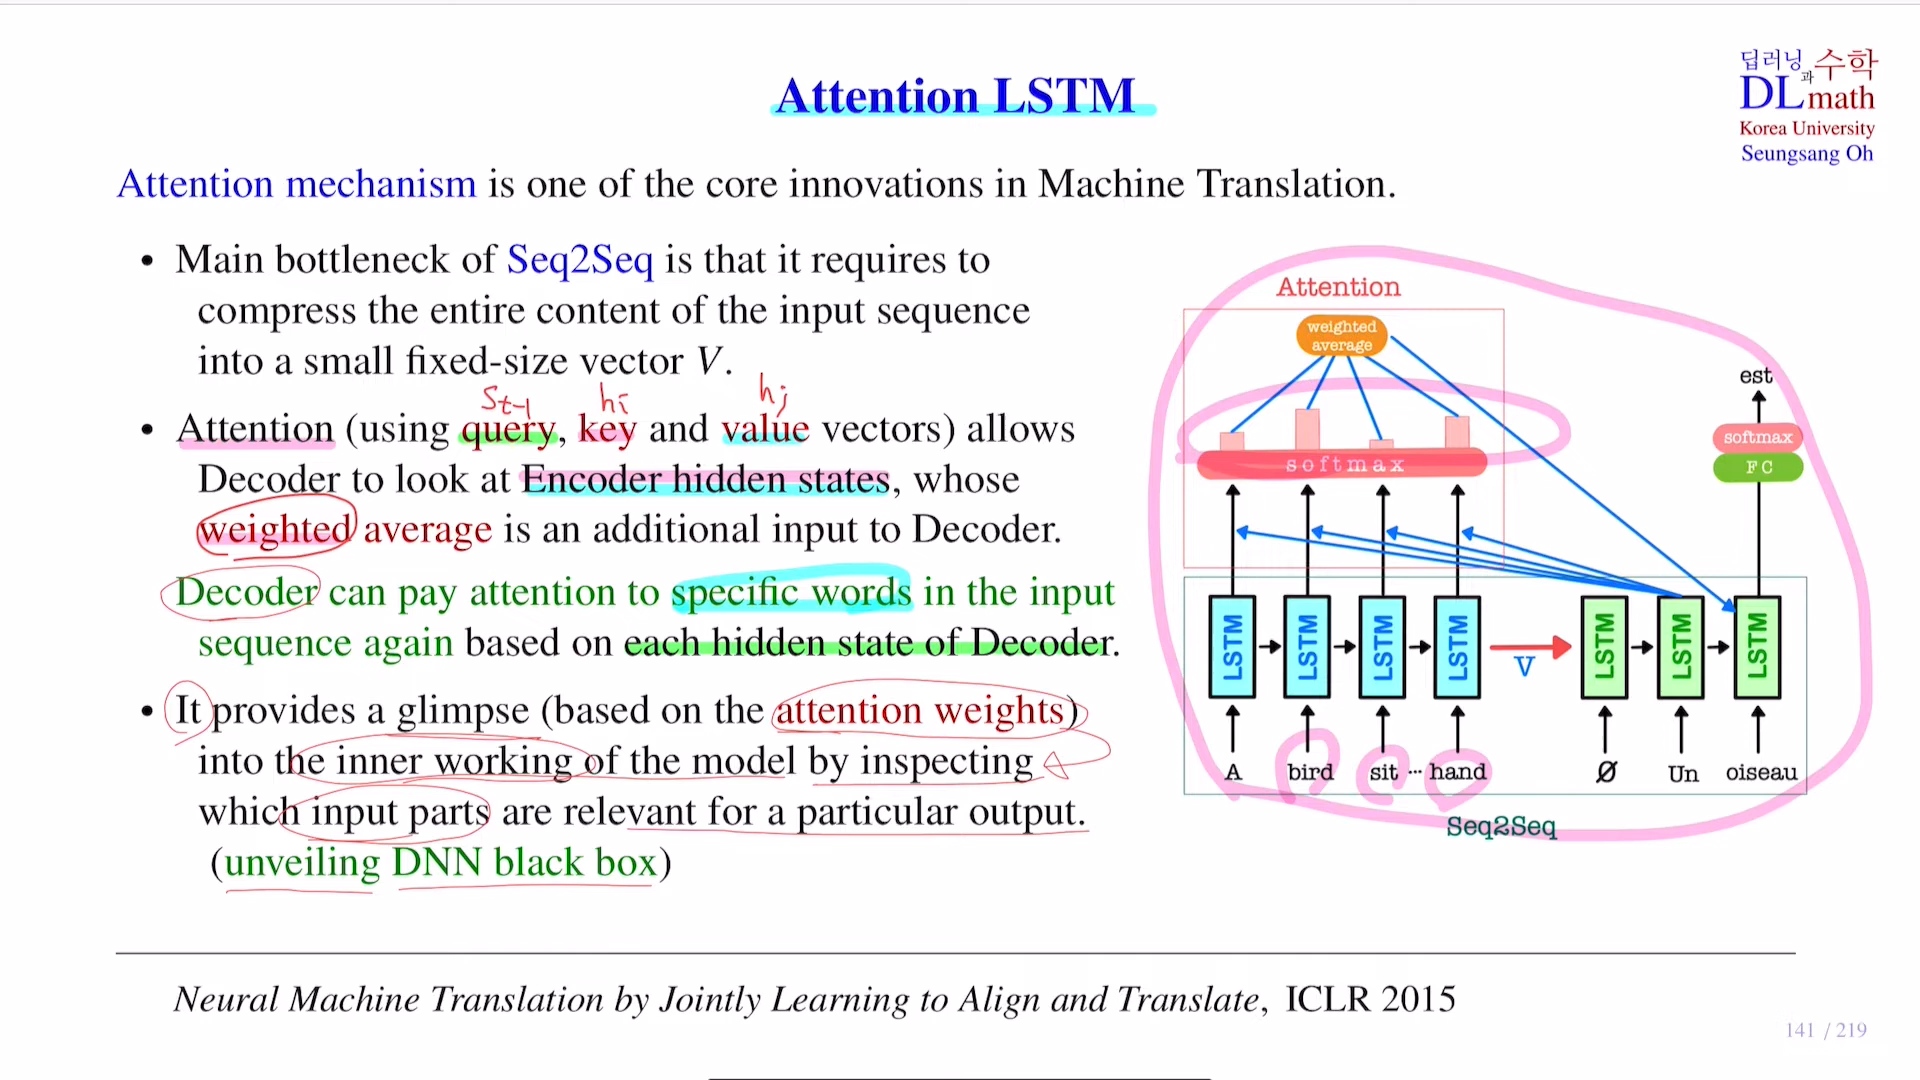 Attention LSTM
딥러닝과 수학
DL math
Korea University
Seungsang Oh
Attention mechanism is one of the core innovations in Machine Translation.
• Main bottleneck of Seq2Seq is that it requires to
compress the entire content of the input sequence
into a small fixed-size vector V.
S_{t-1} h_i h_j
• Attention (using query, key and value vectors) allows
Decoder to look at Encoder hidden states, whose
weighted average is an additional input to Decoder.
Decoder can pay attention to specific words in the input
sequence again based on each hidden state of Decoder.
• It provides a glimpse (based on the attention weights)
into the inner working of the model by inspecting
which input parts are relevant for a particular output.
(unveiling DNN black box)
Attention
weighted
average
softmax
est
softmax
FC
LSTM LSTM LSTM LSTM V LSTM LSTM LSTM
A bird sit ... hand Ø Un oiseau
Seq2Seq
Neural Machine Translation by Jointly Learning to Align and Translate, ICLR 2015
141 / 219